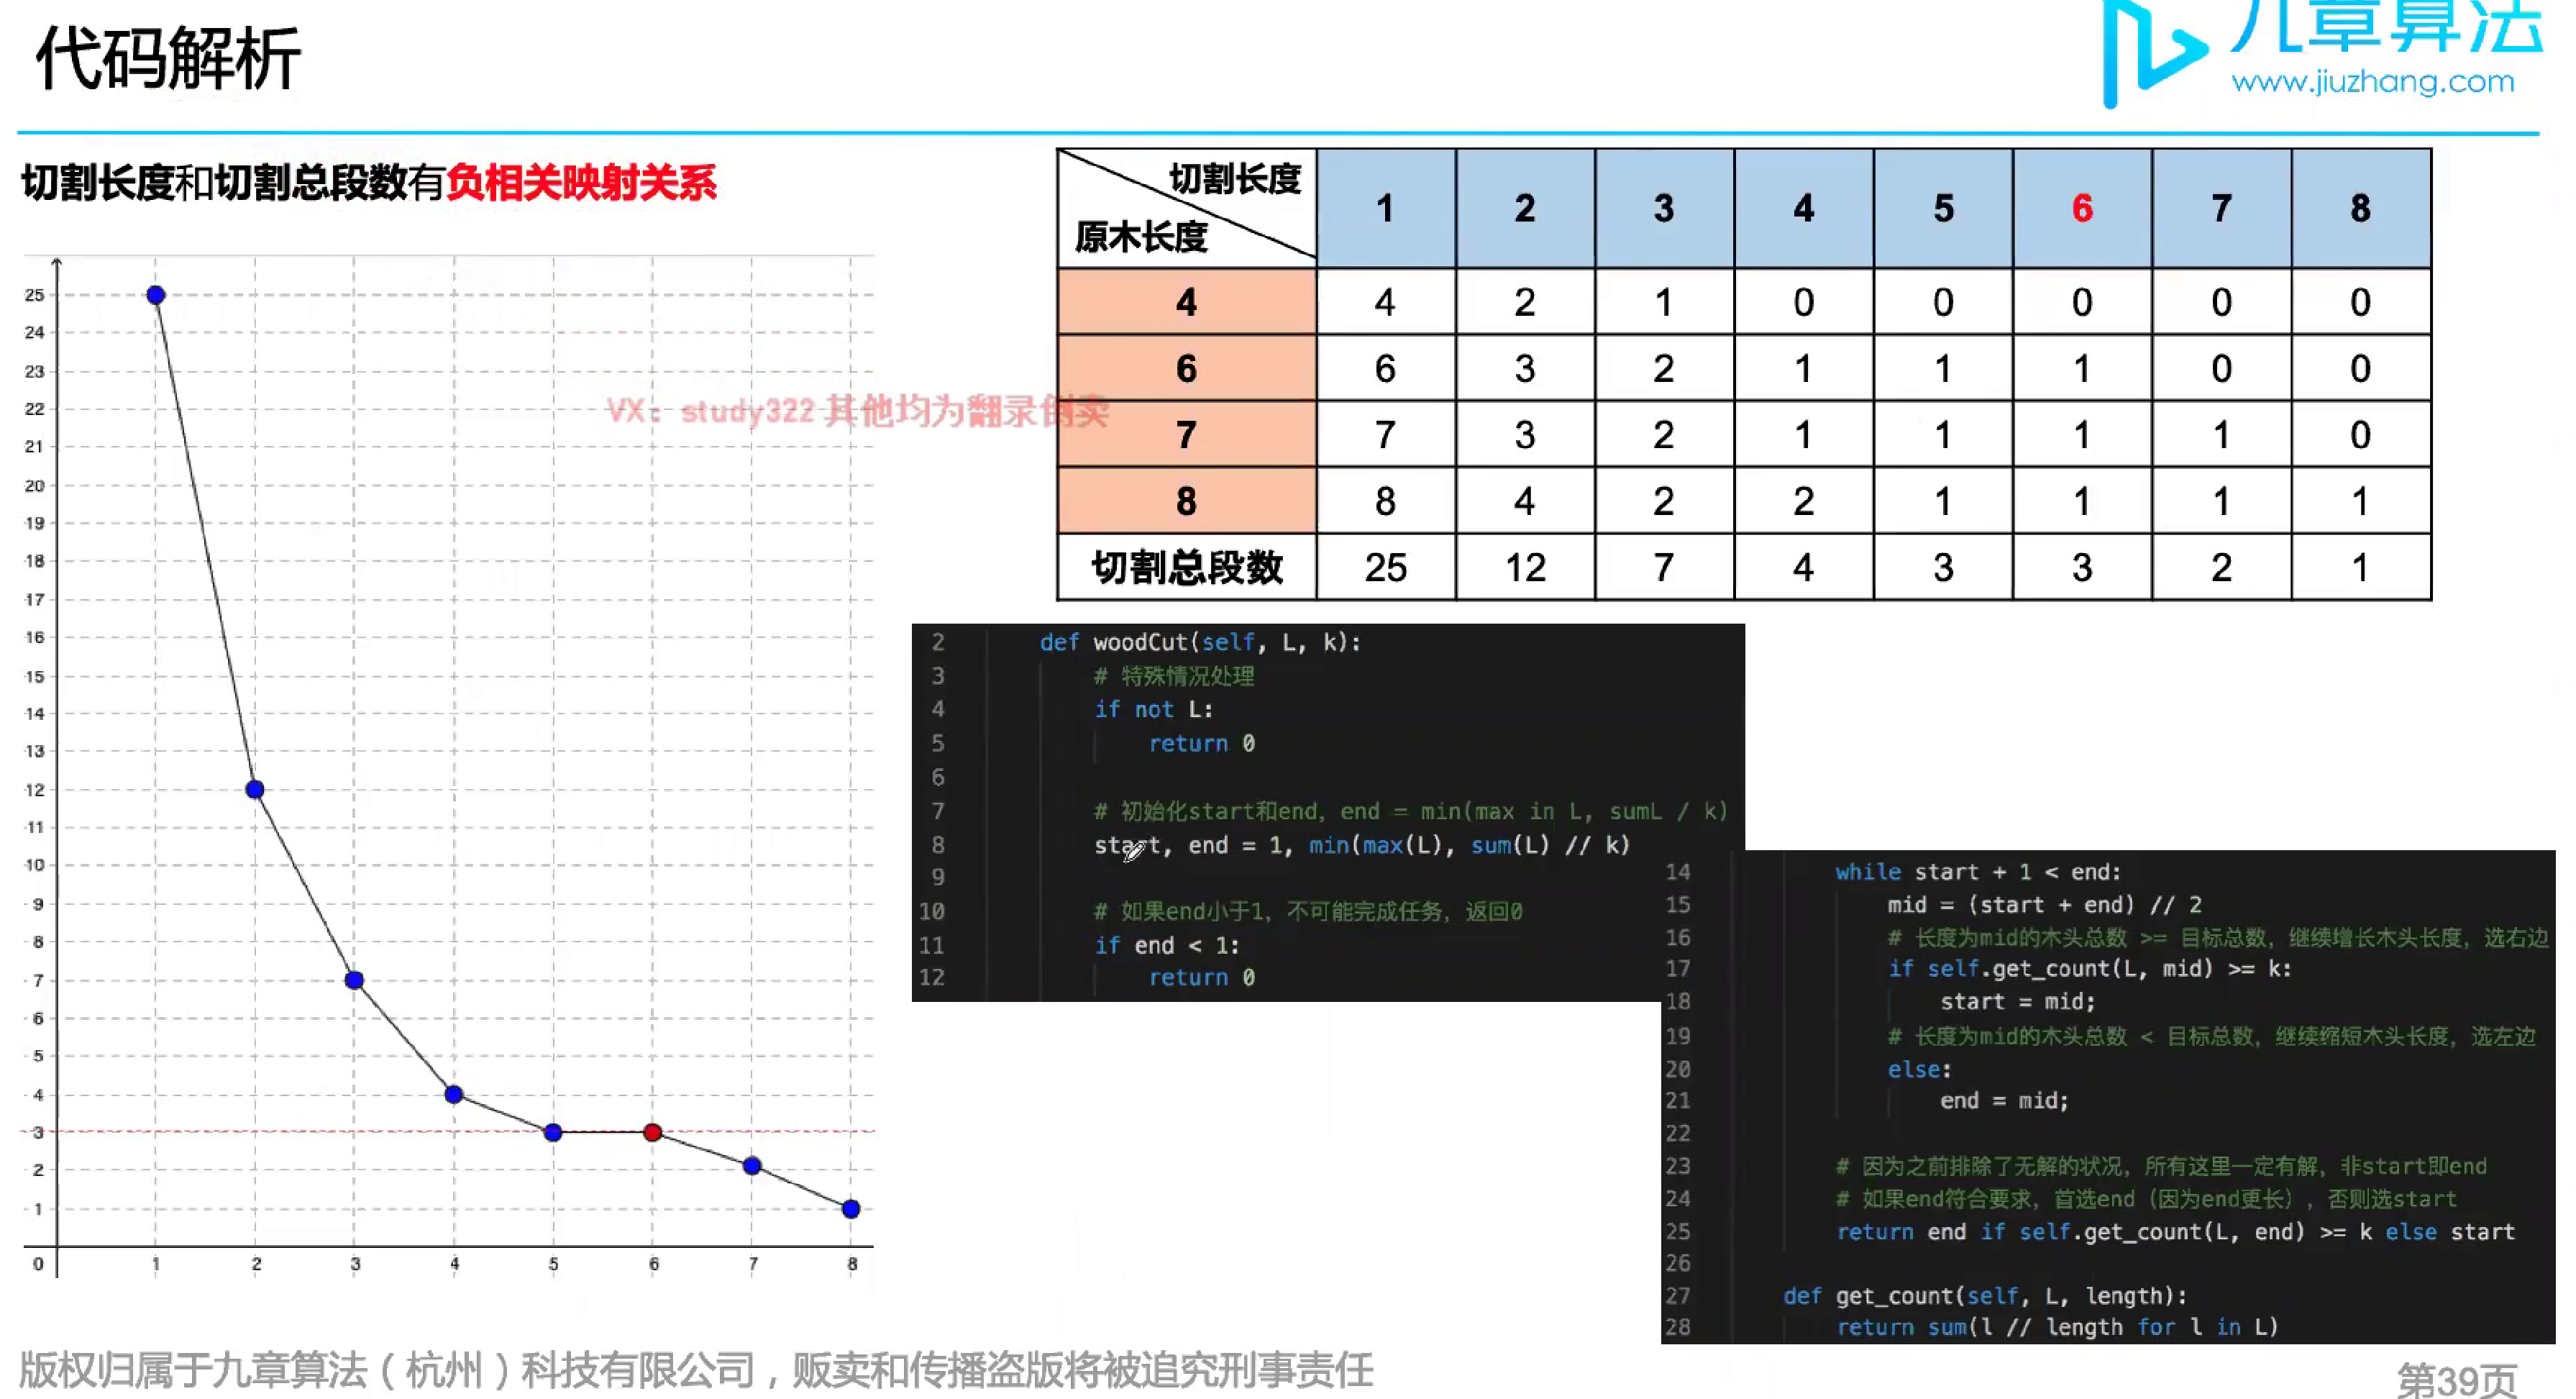 代码解析
九章算法
www.jiuzhang.com
切割长度和切割总段数有负相关映射关系
25
24
23
22
21
20
19
18
17
16
15
14
13
12
11
10
9
8
7
6
5
4
3
2
1
0 1 2 3 4 5 6 7 8
VX：study322 其他均为翻录倒卖
切割长度 1 2 3 4 5 6 7 8
原木长度
4 4 2 1 0 0 0 0 0
6 6 3 2 1 1 1 0 0
7 7 3 2 1 1 1 1 0
8 8 4 2 2 1 1 1 1
切割总段数 25 12 7 4 3 3 2 1
2 def woodCut(self, L, k):
3 # 特殊情况处理
4 if not L:
5 return 0
6
7 # 初始化start和end, end = min(max in L, sumL / k)
8 start, end = 1, min(max(L), sum(L) // k)
9
10 # 如果end小于1，不可能完成任务，返回0
11 if end < 1:
12 return 0
14 while start + 1 < end:
15 mid = (start + end) // 2
16 # 长度为mid的木头总数 >= 目标总数，继续增长木头长度，选右边
17 if self.get_count(L, mid) >= k:
18 start = mid;
19 # 长度为mid的木头总数 < 目标总数，继续缩短木头长度，选左边
20 else:
21 end = mid;
22
23 # 因为之前排除了无解的状况，所有这里一定有解，非start即end
24 # 如果end符合要求，首选end（因为end更长），否则选start
25 return end if self.get_count(L, end) >= k else start
26
27 def get_count(self, L, length):
28 return sum(l // length for l in L)
版权归属于九章算法（杭州）科技有限公司，贩卖和传播盗版将被追究刑事责任
第39页